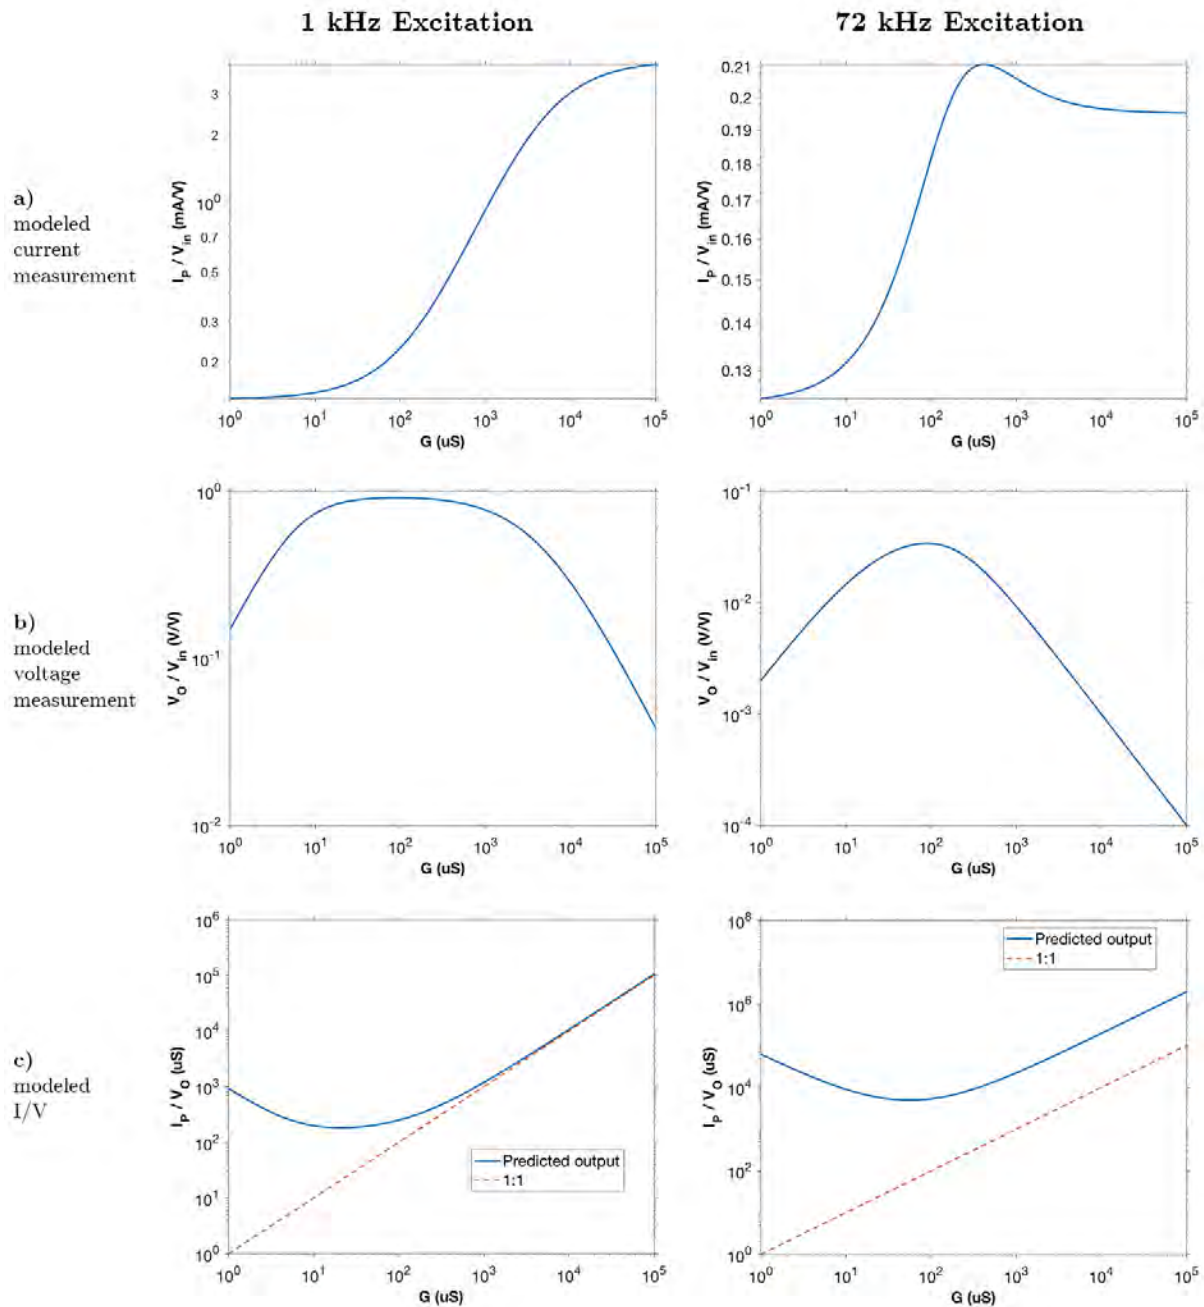 1 kHz Excitation
72 kHz Excitation
a)
modeled
current
measurement
I_P / V_in (mA/V)
3
2
10^0
0.7
0.5
0.3
0.2
10^0 10^1 10^2 10^3 10^4 10^5
G (uS)
I_P / V_in (mA/V)
0.21
0.2
0.19
0.18
0.17
0.16
0.15
0.14
0.13
10^0 10^1 10^2 10^3 10^4 10^5
G (uS)
b)
modeled
voltage
measurement
V_O / V_in (V/V)
10^0
10^-1
10^-2
10^0 10^1 10^2 10^3 10^4 10^5
G (uS)
V_O / V_in (V/V)
10^-1
10^-2
10^-3
10^-4
10^0 10^1 10^2 10^3 10^4 10^5
G (uS)
c)
modeled
I/V
I_P / V_O (uS)
10^6
10^5
10^4
10^3
10^2
10^1
10^0
Predicted output
1:1
10^0 10^1 10^2 10^3 10^4 10^5
G (uS)
I_P / V_O (uS)
10^8
10^6
10^4
10^2
10^0
Predicted output
1:1
10^0 10^1 10^2 10^3 10^4 10^5
G (uS)